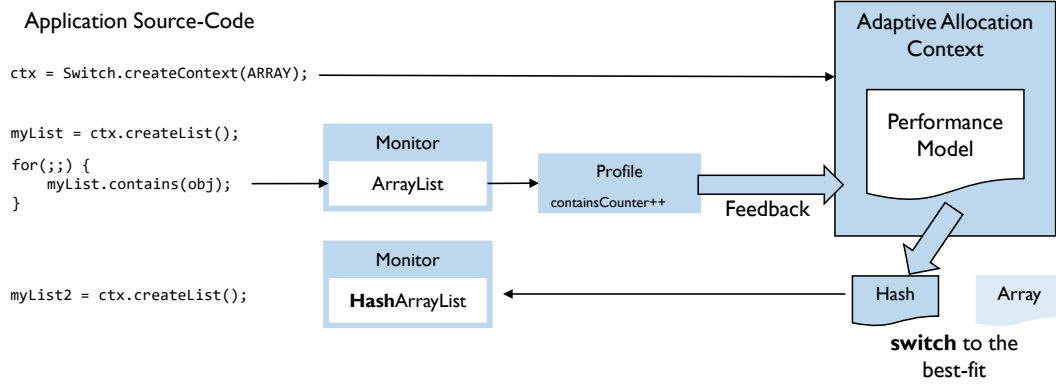 Application Source-Code
Adaptive Allocation
Context
ctx = Switch.createContext(ARRAY);
Performance
Model
myList = ctx.createList();
for(;;) {
    myList.contains(obj);
}
Monitor
ArrayList
Profile
containsCounter++
Feedback
myList2 = ctx.createList();
Monitor
HashArrayList
Hash
Array
switch to the
best-fit